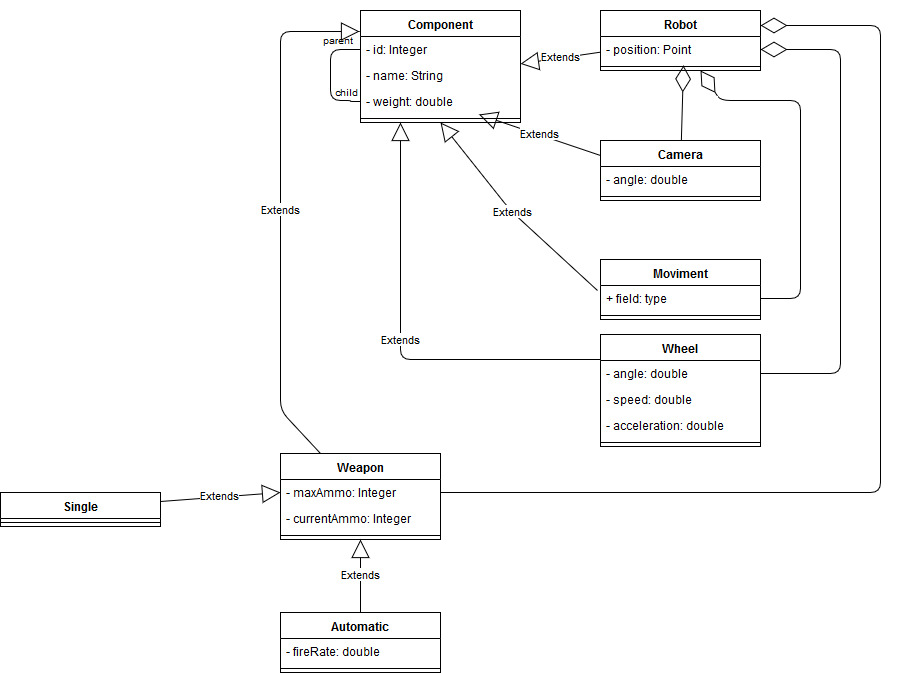 Component
- id: Integer
- name: String
- weight: double
parent
child
Robot
- position: Point
Extends
Extends
Camera
- angle: double
Extends
Extends
Moviment
+ field: type
Extends
Wheel
- angle: double
- speed: double
- acceleration: double
Weapon
- maxAmmo: Integer
- currentAmmo: Integer
Extends
Single
Extends
Automatic
- fireRate: double